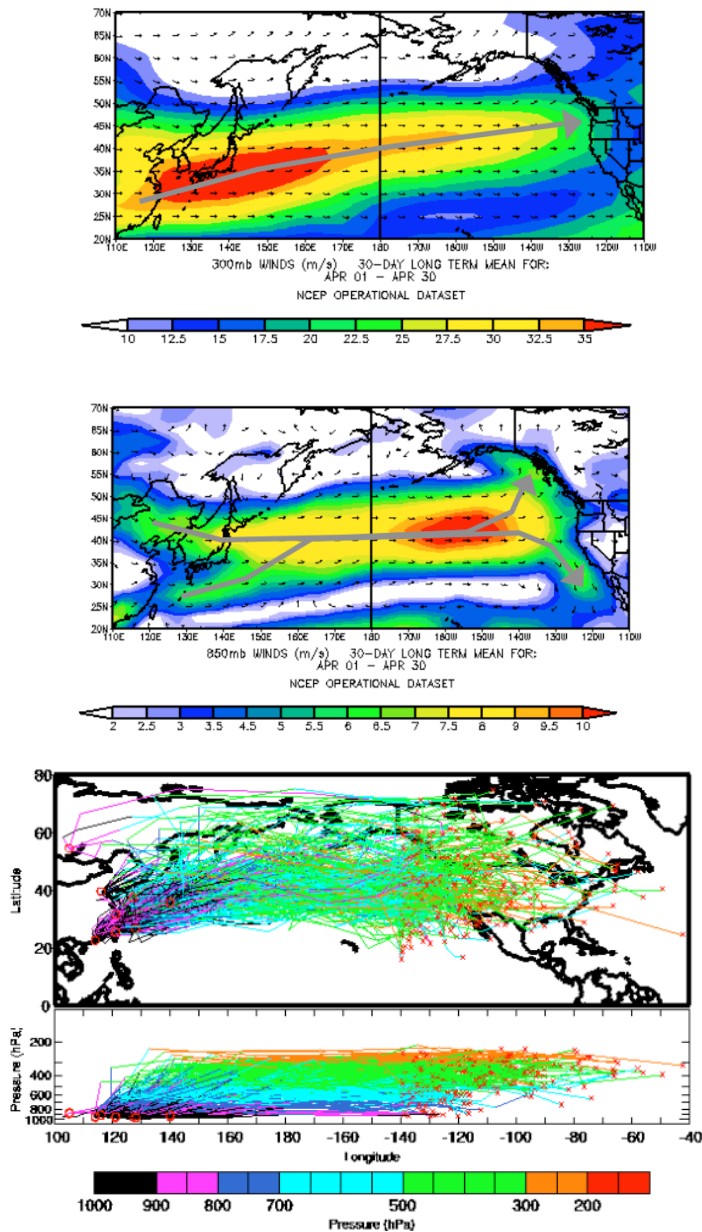 70N
65N
60N
55N
50N
45N
40N
35N
30N
25N
20N
110E 120E 130E 140E 150E 160E 170E 180 170W 160W 150W 140W 130W 120W 110W
300mb WINDS (m/s) 30-DAY LONG TERM MEAN FOR:
APR 01 - APR 30
NCEP OPERATIONAL DATASET
10 12.5 15 17.5 20 22.5 25 27.5 30 32.5 35
70N
65N
60N
55N
50N
45N
40N
35N
30N
25N
20N
110E 120E 130E 140E 150E 160E 170E 180 170W 160W 150W 140W 130W 120W 110W
850mb WINDS (m/s) 30-DAY LONG TERM MEAN FOR:
APR 01 - APR 30
NCEP OPERATIONAL DATASET
2 2.5 3 3.5 4.5 5 5.5 6 6.5 7 7.5 8 8.5 9 9.5 10
80
60
40
20
0
Latitude
200
400
600
800
1000
Pressure (hPa)
100 120 140 160 -180 -160 -140 -120 -100 -80 -60 -40
Longitude
1000 900 800 700 500 300 200
Pressure (hPa)